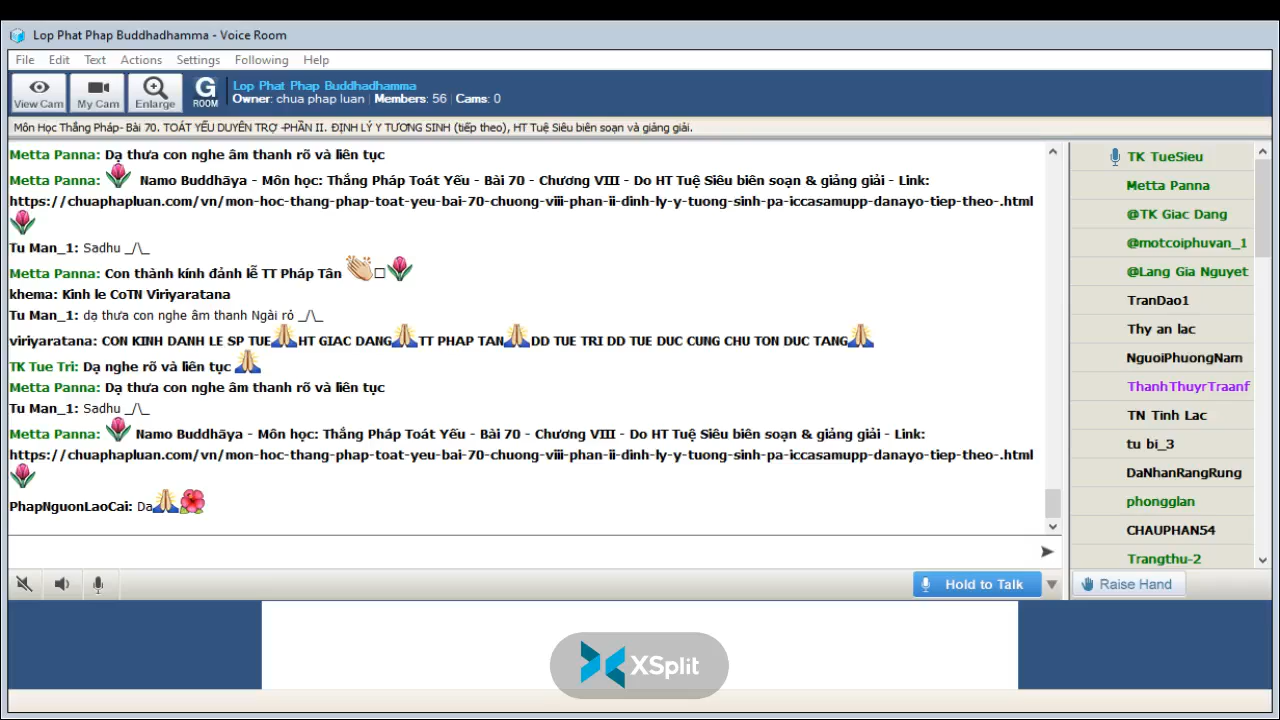 Lop Phat Phap Buddhadhamma - Voice Room
File Edit Text Actions Settings Following Help
View Cam My Cam Enlarge G ROOM
Lop Phat Phap Buddhadhamma
Owner: chua phap luan | Members: 56 | Cams: 0
Môn Học Thắng Pháp- Bài 70. TOÁT YẾU DUYÊN TRỢ -PHẦN II. ĐỊNH LÝ Y TƯƠNG SINH (tiếp theo), HT Tuệ Siêu biên soạn và giảng giải.
Metta Panna: Dạ thưa con nghe âm thanh rõ và liên tục
Metta Panna: Namo Buddhāya - Môn học: Thắng Pháp Toát Yếu - Bài 70 - Chương VIII - Do HT Tuệ Siêu biên soạn & giảng giải - Link:
https://chuaphapluan.com/vn/mon-hoc-thang-phap-toat-yeu-bai-70-chuong-viii-phan-ii-dinh-ly-y-tuong-sinh-pa-iccasamupp-danayo-tiep-theo-.html
Tu Man_1: Sadhu _/\_
Metta Panna: Con thành kính đảnh lễ TT Pháp Tân
khema: Kinh le CoTN Viriyaratana
Tu Man_1: dạ thưa con nghe âm thanh Ngài rỏ _/\_
viriyaratana: CON KINH DANH LE SP TUE HT GIAC DANG TT PHAP TAN DD TUE TRI DD TUE DUC CUNG CHU TON DUC TANG
TK Tue Tri: Dạ nghe rõ và liên tục
Metta Panna: Dạ thưa con nghe âm thanh rõ và liên tục
Tu Man_1: Sadhu _/\_
Metta Panna: Namo Buddhāya - Môn học: Thắng Pháp Toát Yếu - Bài 70 - Chương VIII - Do HT Tuệ Siêu biên soạn & giảng giải - Link:
https://chuaphapluan.com/vn/mon-hoc-thang-phap-toat-yeu-bai-70-chuong-viii-phan-ii-dinh-ly-y-tuong-sinh-pa-iccasamupp-danayo-tiep-theo-.html
PhapNguonLaoCai: Da
TK TueSieu
Metta Panna
@TK Giac Dang
@motcoiphuvan_1
@Lang Gia Nguyet
TranDao1
Thy an lac
NguoiPhuongNam
ThanhThuyrTraanf
TN Tinh Lac
tu bi_3
DaNhanRangRung
phongglan
CHAUPHAN54
Trangthu-2
Hold to Talk
Raise Hand
XSplit